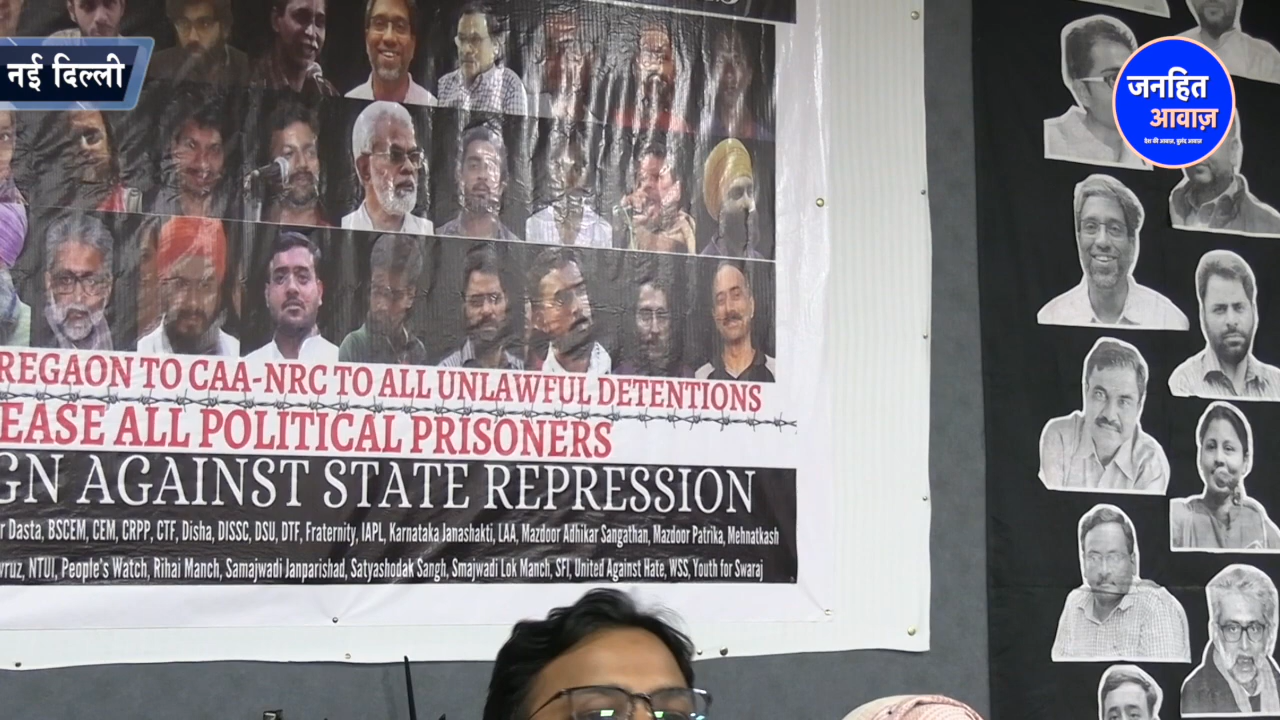 नई दिल्ली
जनहित
आवाज़
देश की आवाज़, बुलंद आवाज़
REGAON TO CAA-NRC TO ALL UNLAWFUL DETENTIONS
EASE ALL POLITICAL PRISONERS
GN AGAINST STATE REPRESSION
r Dasta, BSCEM, CEM, CRPP, CTF, Disha, DISSC, DSU, DTF, Fraternity, IAPL, Karnataka Janashakti, LAA, Mazdoor Adhikar Sangathan, Mazdoor Patrika, Mehnatkash
vruz, NTUI, People's Watch, Rihai Manch, Samajwadi Janparishad, Satyashodak Sangh, Smajwadi Lok Manch, SFI, United Against Hate, WSS, Youth for Swaraj